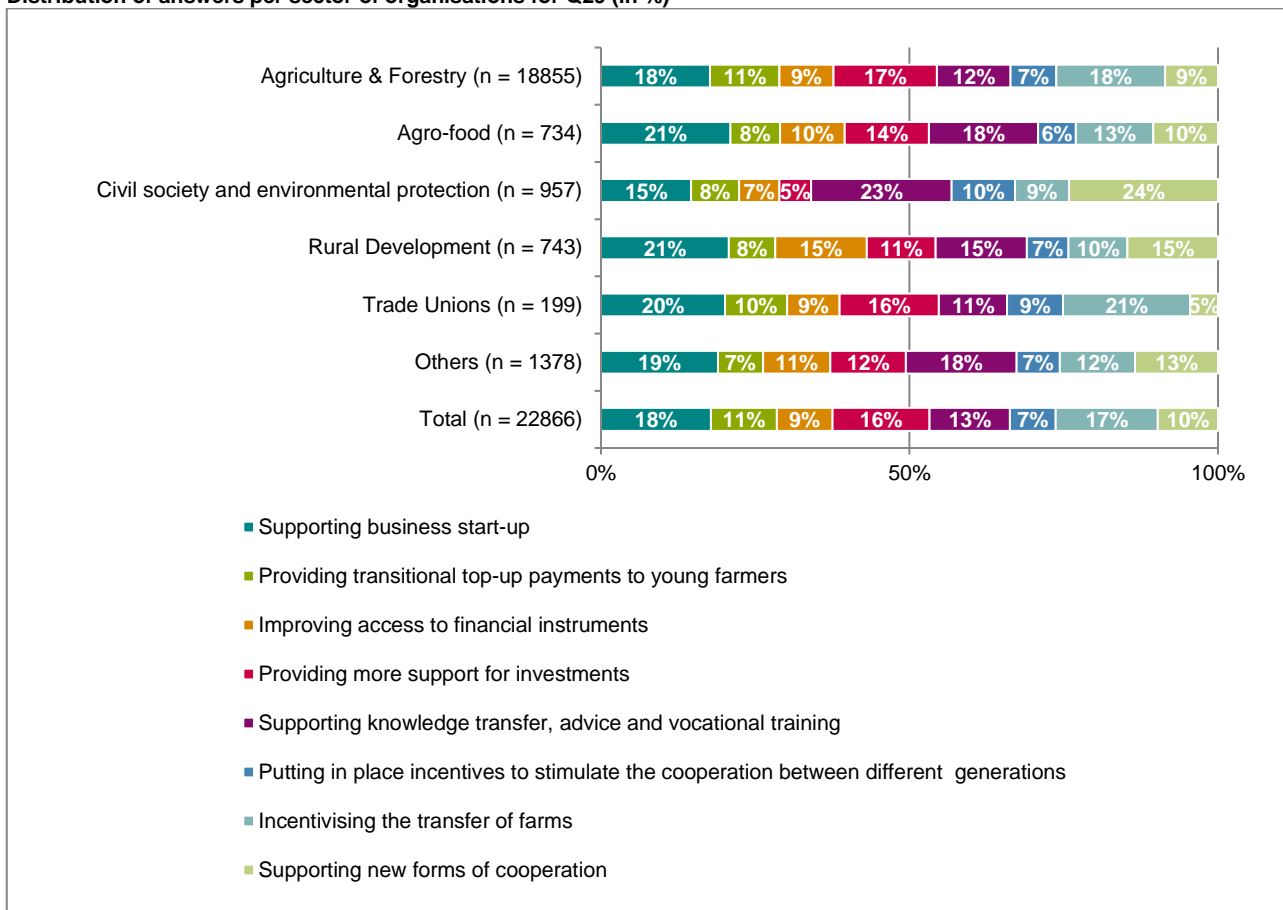 Agriculture & Forestry (n = 18855) 18% 11% 9% 17% 12% 7% 18% 9%
Agro-food (n = 734) 21% 8% 10% 14% 18% 6% 13% 10%
Civil society and environmental protection (n = 957) 15% 8% 7% 5% 23% 10% 9% 24%
Rural Development (n = 743) 21% 8% 15% 11% 15% 7% 10% 15%
Trade Unions (n = 199) 20% 10% 9% 16% 11% 9% 21% 5%
Others (n = 1378) 19% 7% 11% 12% 18% 7% 12% 13%
Total (n = 22866) 18% 11% 9% 16% 13% 7% 17% 10%
0% 50% 100%
Supporting business start-up
Providing transitional top-up payments to young farmers
Improving access to financial instruments
Providing more support for investments
Supporting knowledge transfer, advice and vocational training
Putting in place incentives to stimulate the cooperation between different  generations
Incentivising the transfer of farms
Supporting new forms of cooperation